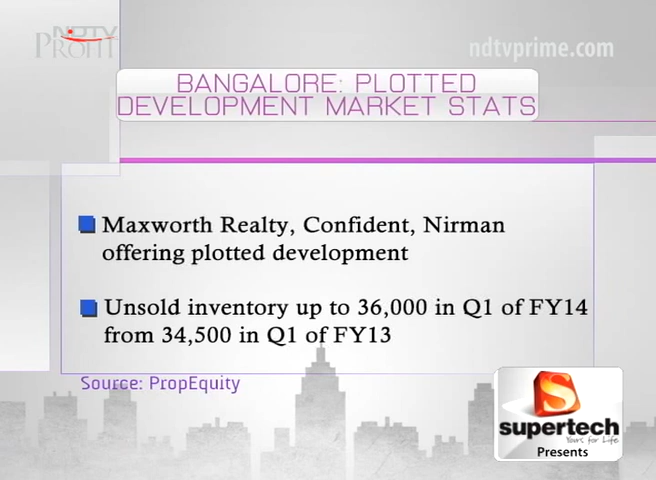 NDTV
PROFIT
ndtvprime.com
BANGALORE: PLOTTED
DEVELOPMENT MARKET STATS
Maxworth Realty, Confident, Nirman
offering plotted development
Unsold inventory up to 36,000 in Q1 of FY14
from 34,500 in Q1 of FY13
Source: PropEquity
S
supertech
Yours for Life
Presents